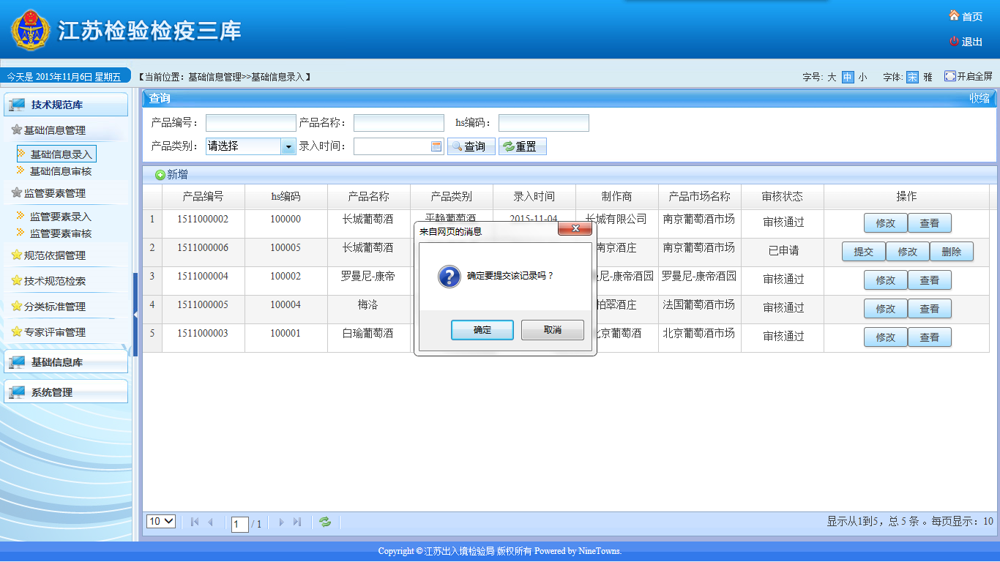 江苏检验检疫三库
首页
退出
今天是 2015年11月6日 星期五
【当前位置：基础信息管理>>基础信息录入】
字号: 大 中 小 字体: 宋 雅 开启全屏
技术规范库
基础信息管理
基础信息录入
基础信息审核
监管要素管理
监管要素录入
监管要素审核
规范依据管理
技术规范检索
分类标准管理
专家评审管理
基础信息库
系统管理
查询 收缩
产品编号： 产品名称： hs编码：
产品类别： 请选择 录入时间： 查询 重置
新增
产品编号 hs编码 产品名称 产品类别 录入时间 制作商 产品市场名称 审核状态 操作
1 1511000002 100000 长城葡萄酒 平静葡萄酒 2015-11-04 长城有限公司 南京葡萄酒市场 审核通过 修改 查看
2 1511000006 100005 长城葡萄酒 南京酒庄 南京葡萄酒市场 已申请 提交 修改 删除
3 1511000004 100002 罗曼尼-康帝 曼尼-康帝酒园 罗曼尼-康帝酒园 审核通过 修改 查看
4 1511000005 100004 梅洛 柏翠酒庄 法国葡萄酒市场 审核通过 修改 查看
5 1511000003 100001 白瑜葡萄酒 北京葡萄酒 北京葡萄酒市场 审核通过 修改 查看
来自网页的消息
确定要提交该记录吗？
确定 取消
10 1 / 1 显示从1到5，总 5 条 。每页显示：10
Copyright © 江苏出入境检验局 版权所有 Powered by NineTowns.